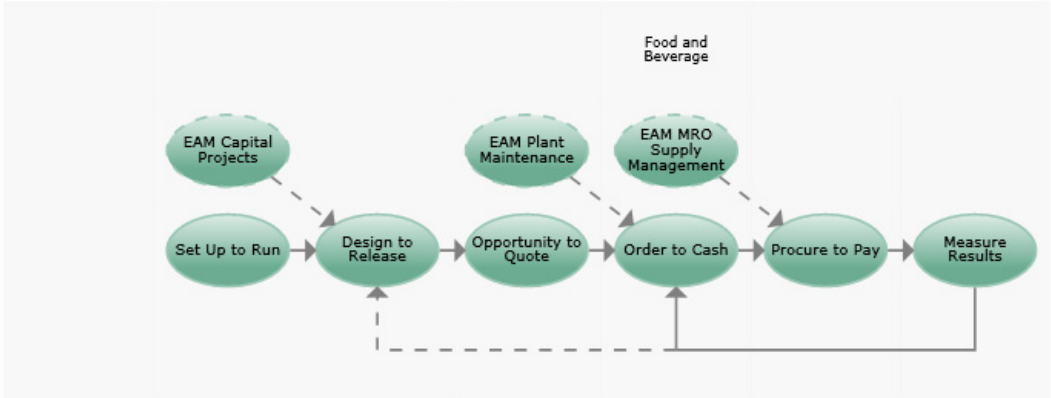 Food and
Beverage
EAM Capital
Projects
EAM Plant
Maintenance
EAM MRO
Supply
Management
Set Up to Run
Design to
Release
Opportunity to
Quote
Order to Cash
Procure to Pay
Measure
Results